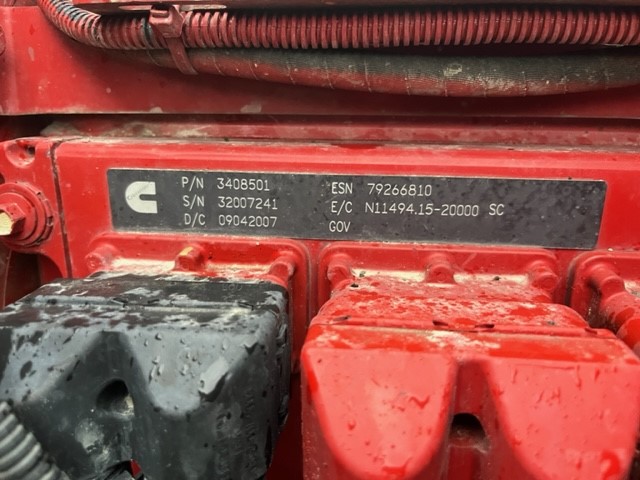 P/N 3408501 ESN 79266810
S/N 32007241 E/C N11494.15-20000 SC
D/C 09042007 GOV